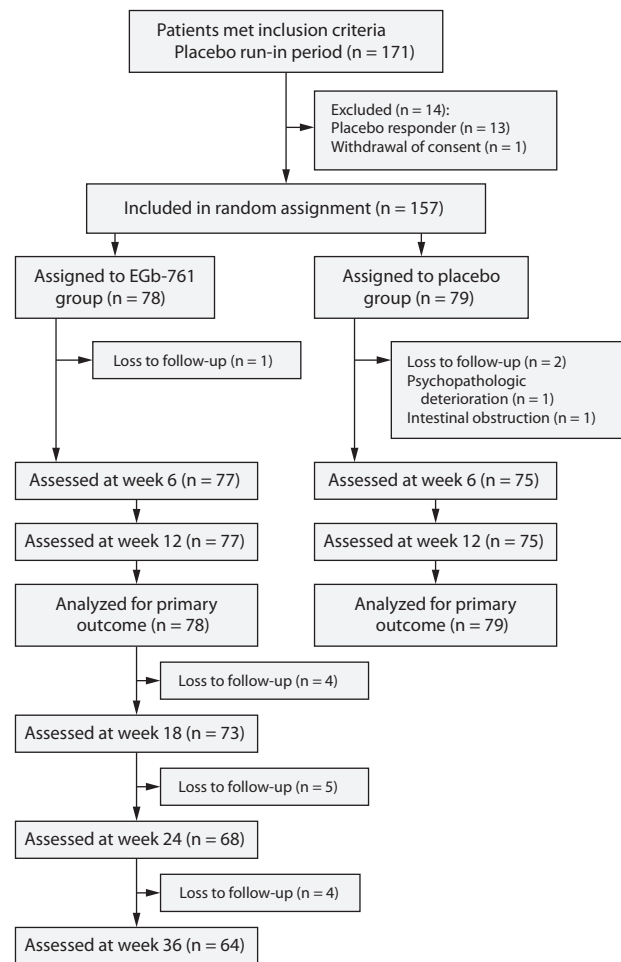 Patients met inclusion criteria
Placebo run-in period (n = 171)
Excluded (n = 14):
Placebo responder (n = 13)
Withdrawal of consent (n = 1)
Included in random assignment (n = 157)
Assigned to EGb-761
group (n = 78)
Assigned to placebo
group (n = 79)
Loss to follow-up (n = 1)
Loss to follow-up (n = 2)
Psychopathologic
deterioration (n = 1)
Intestinal obstruction (n = 1)
Assessed at week 6 (n = 77)
Assessed at week 6 (n = 75)
Assessed at week 12 (n = 77)
Assessed at week 12 (n = 75)
Analyzed for primary
outcome (n = 78)
Analyzed for primary
outcome (n = 79)
Loss to follow-up (n = 4)
Assessed at week 18 (n = 73)
Loss to follow-up (n = 5)
Assessed at week 24 (n = 68)
Loss to follow-up (n = 4)
Assessed at week 36 (n = 64)